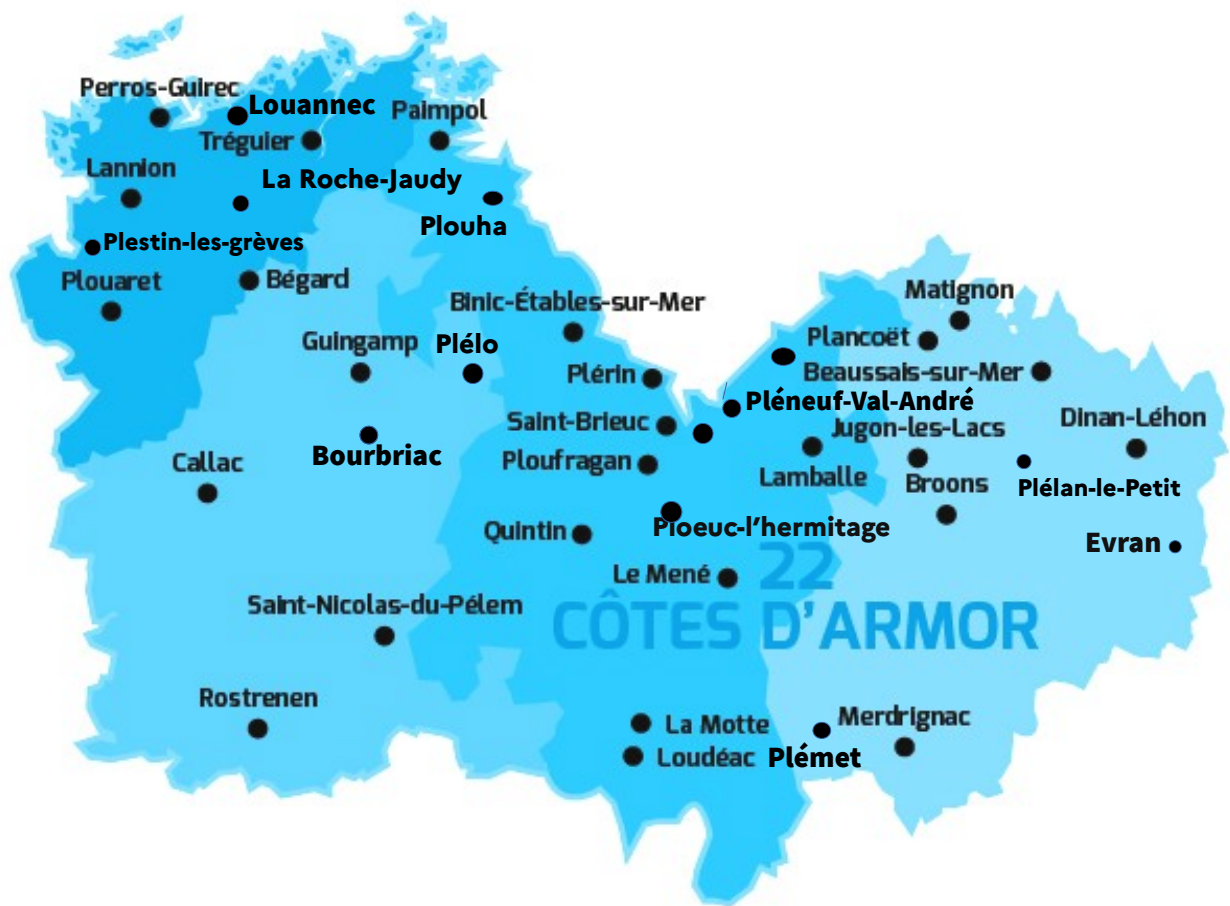 Perros-Guirec
Louannec
Paimpol
Tréguier
Lannion
La Roche-Jaudy
Plouha
Plestin-les-grèves
Plouaret
Bégard
Binic-Étables-sur-Mer
Matignon
Guingamp
Plélo
Plancoët
Plérin
Beaussais-sur-Mer
Pléneuf-Val-André
Saint-Brieuc
Jugon-les-Lacs
Dinan-Léhon
Bourbriac
Callac
Ploufragan
Lamballe
Broons
Plélan-le-Petit
Quintin
Ploeuc-l'hermitage
Evran
Le Mené
22
CÔTES D'ARMOR
Saint-Nicolas-du-Pélem
Rostrenen
La Motte
Merdrignac
Loudéac
Plémet